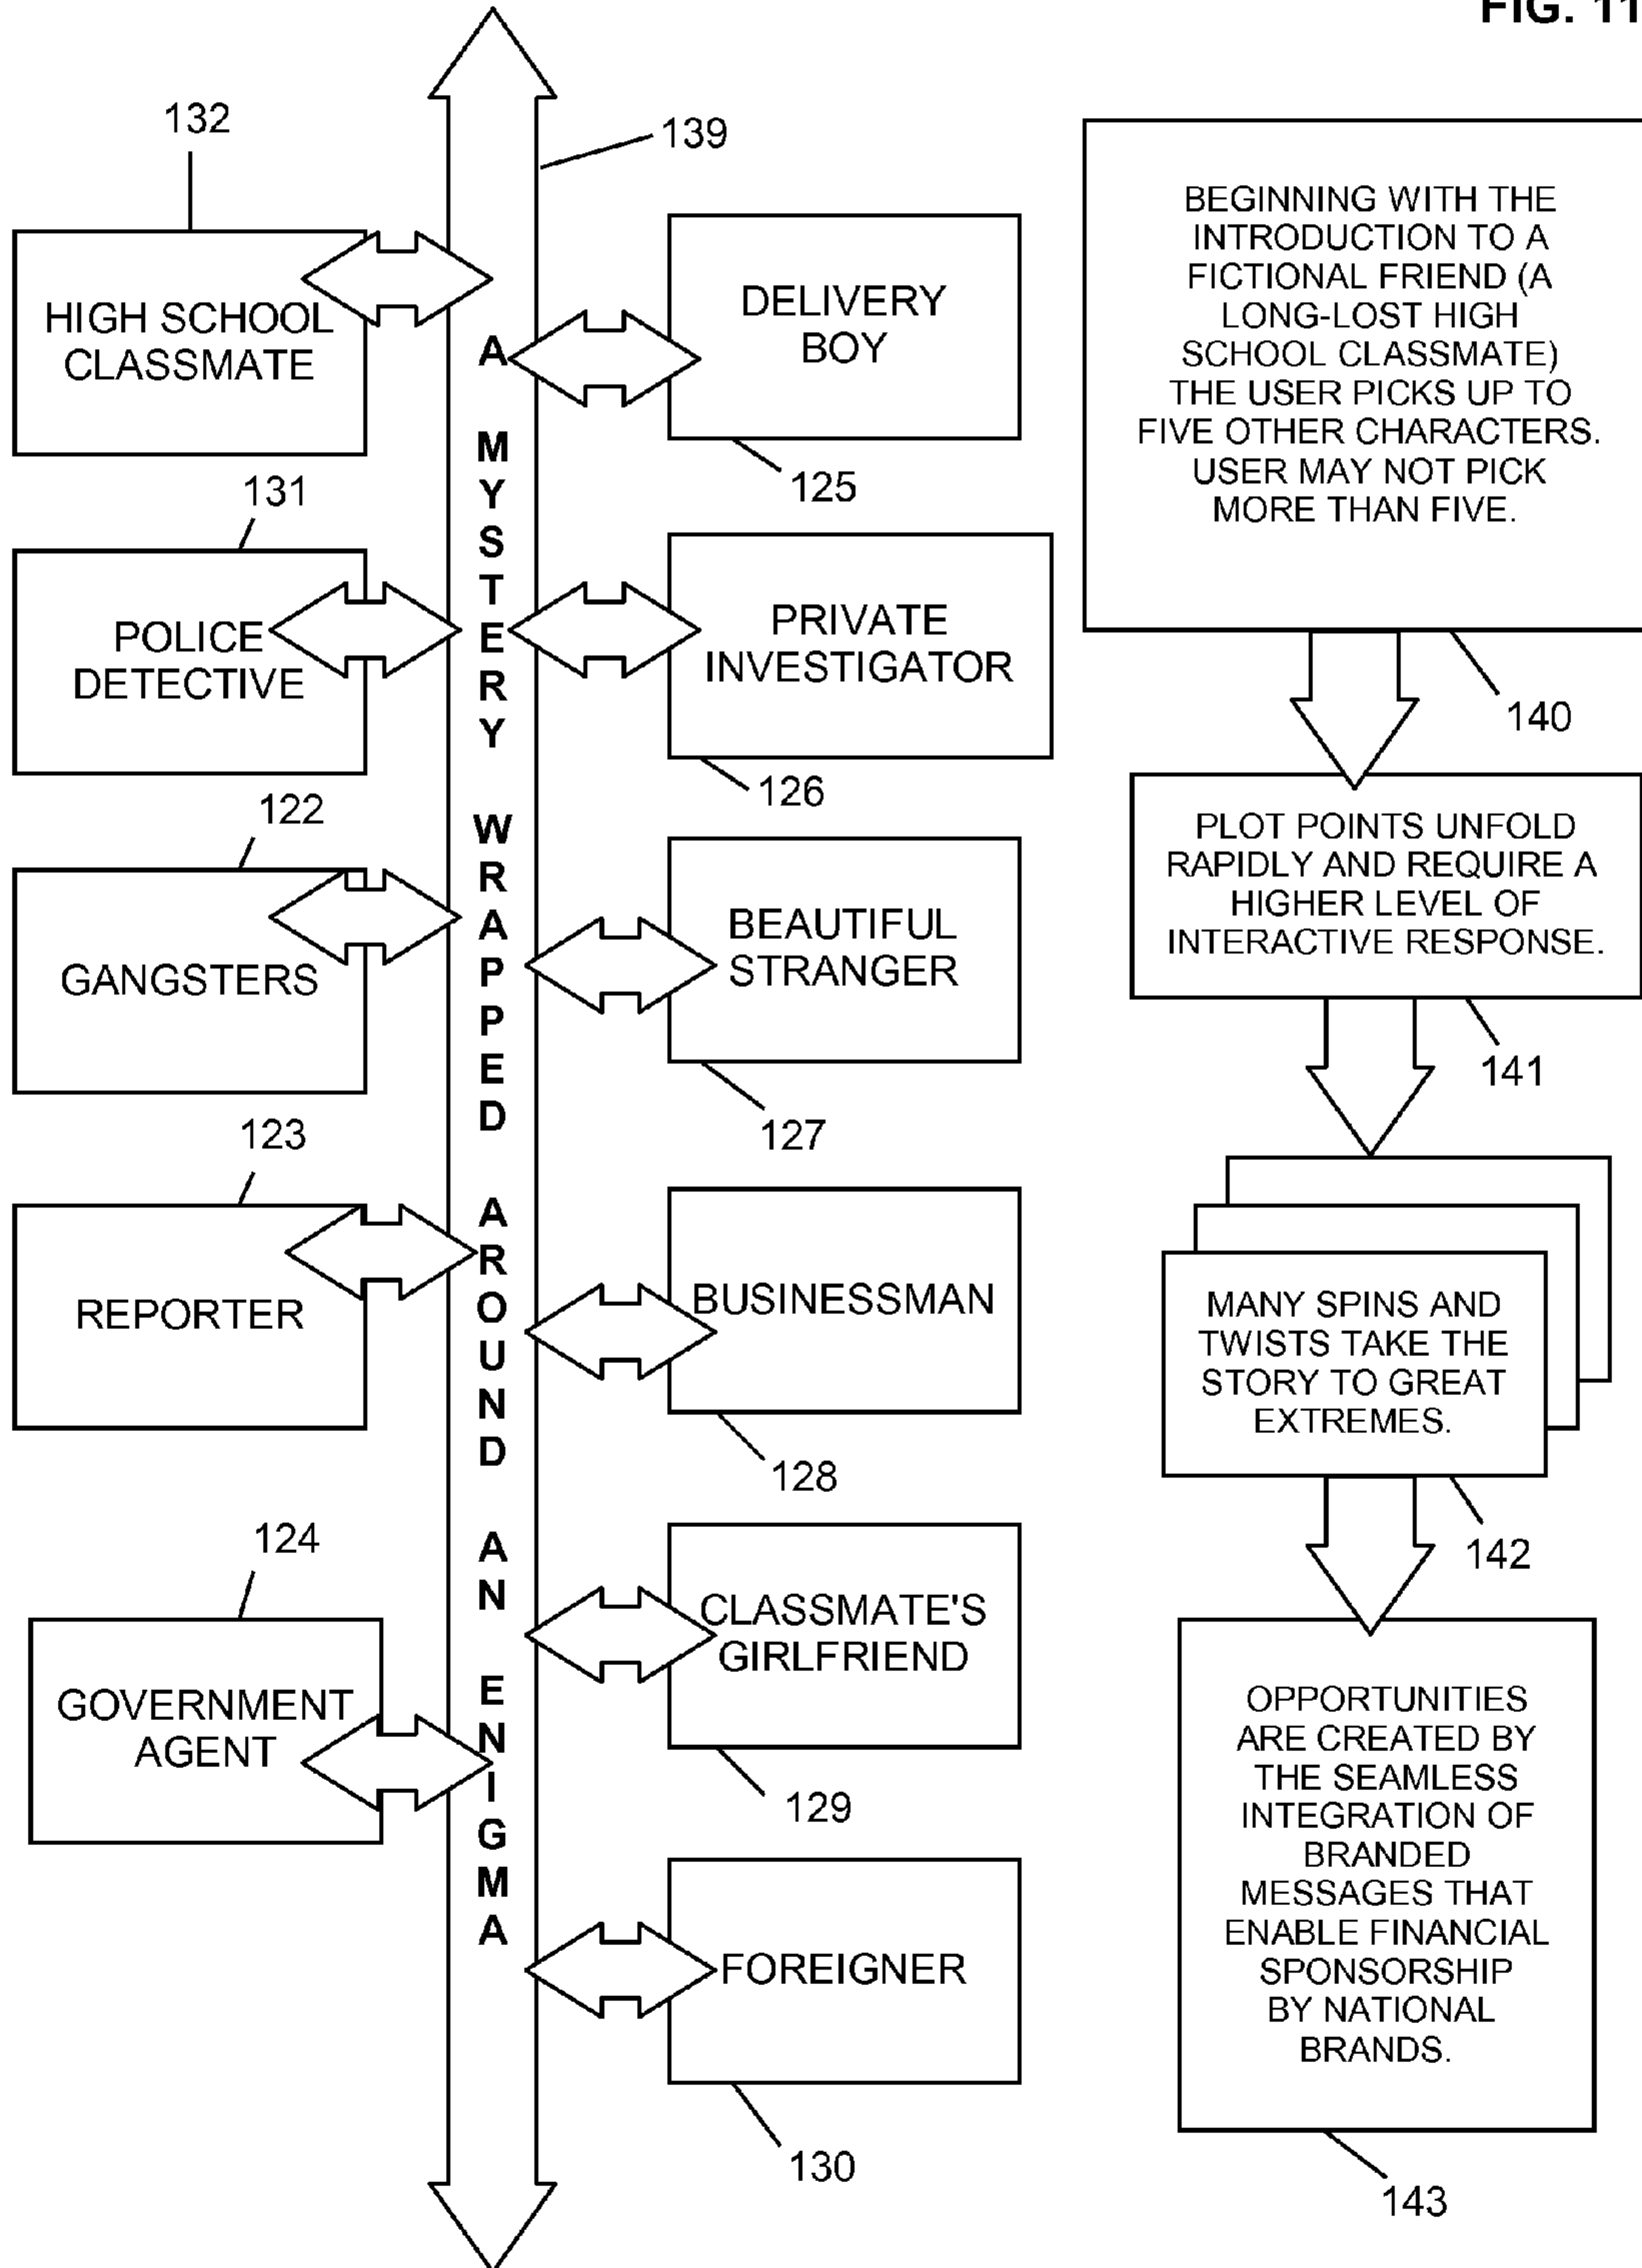 FIG. 11
132
HIGH SCHOOL
CLASSMATE
131
POLICE
DETECTIVE
122
GANGSTERS
123
REPORTER
124
GOVERNMENT
AGENT
139
A MYSTERY WRAPPED AROUND AN ENIGMA
DELIVERY
BOY
125
PRIVATE
INVESTIGATOR
126
BEAUTIFUL
STRANGER
127
BUSINESSMAN
128
CLASSMATE'S
GIRLFRIEND
129
FOREIGNER
130
BEGINNING WITH THE
INTRODUCTION TO A
FICTIONAL FRIEND (A
LONG-LOST HIGH
SCHOOL CLASSMATE)
THE USER PICKS UP TO
FIVE OTHER CHARACTERS.
USER MAY NOT PICK
MORE THAN FIVE.
140
PLOT POINTS UNFOLD
RAPIDLY AND REQUIRE A
HIGHER LEVEL OF
INTERACTIVE RESPONSE.
141
MANY SPINS AND
TWISTS TAKE THE
STORY TO GREAT
EXTREMES.
142
OPPORTUNITIES
ARE CREATED BY
THE SEAMLESS
INTEGRATION OF
BRANDED
MESSAGES THAT
ENABLE FINANCIAL
SPONSORSHIP
BY NATIONAL
BRANDS.
143